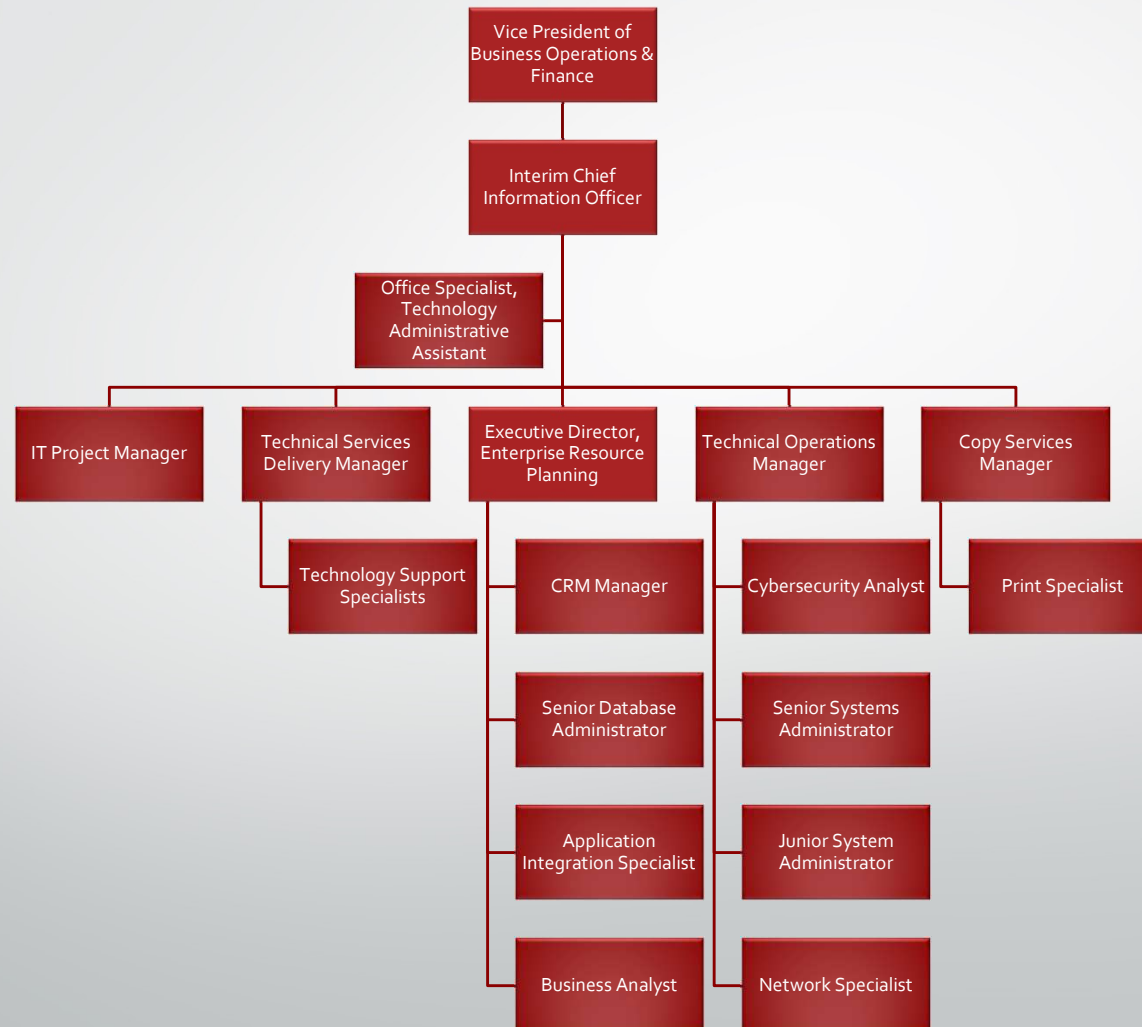 Vice President of
Business Operations &
Finance
Interim Chief
Information Officer
Office Specialist,
Technology
Administrative
Assistant
IT Project Manager
Technical Services
Delivery Manager
Executive Director,
Enterprise Resource
Planning
Technical Operations
Manager
Copy Services
Manager
Technology Support
Specialists
CRM Manager
Cybersecurity Analyst
Print Specialist
Senior Database
Administrator
Senior Systems
Administrator
Application
Integration Specialist
Junior System
Administrator
Business Analyst
Network Specialist